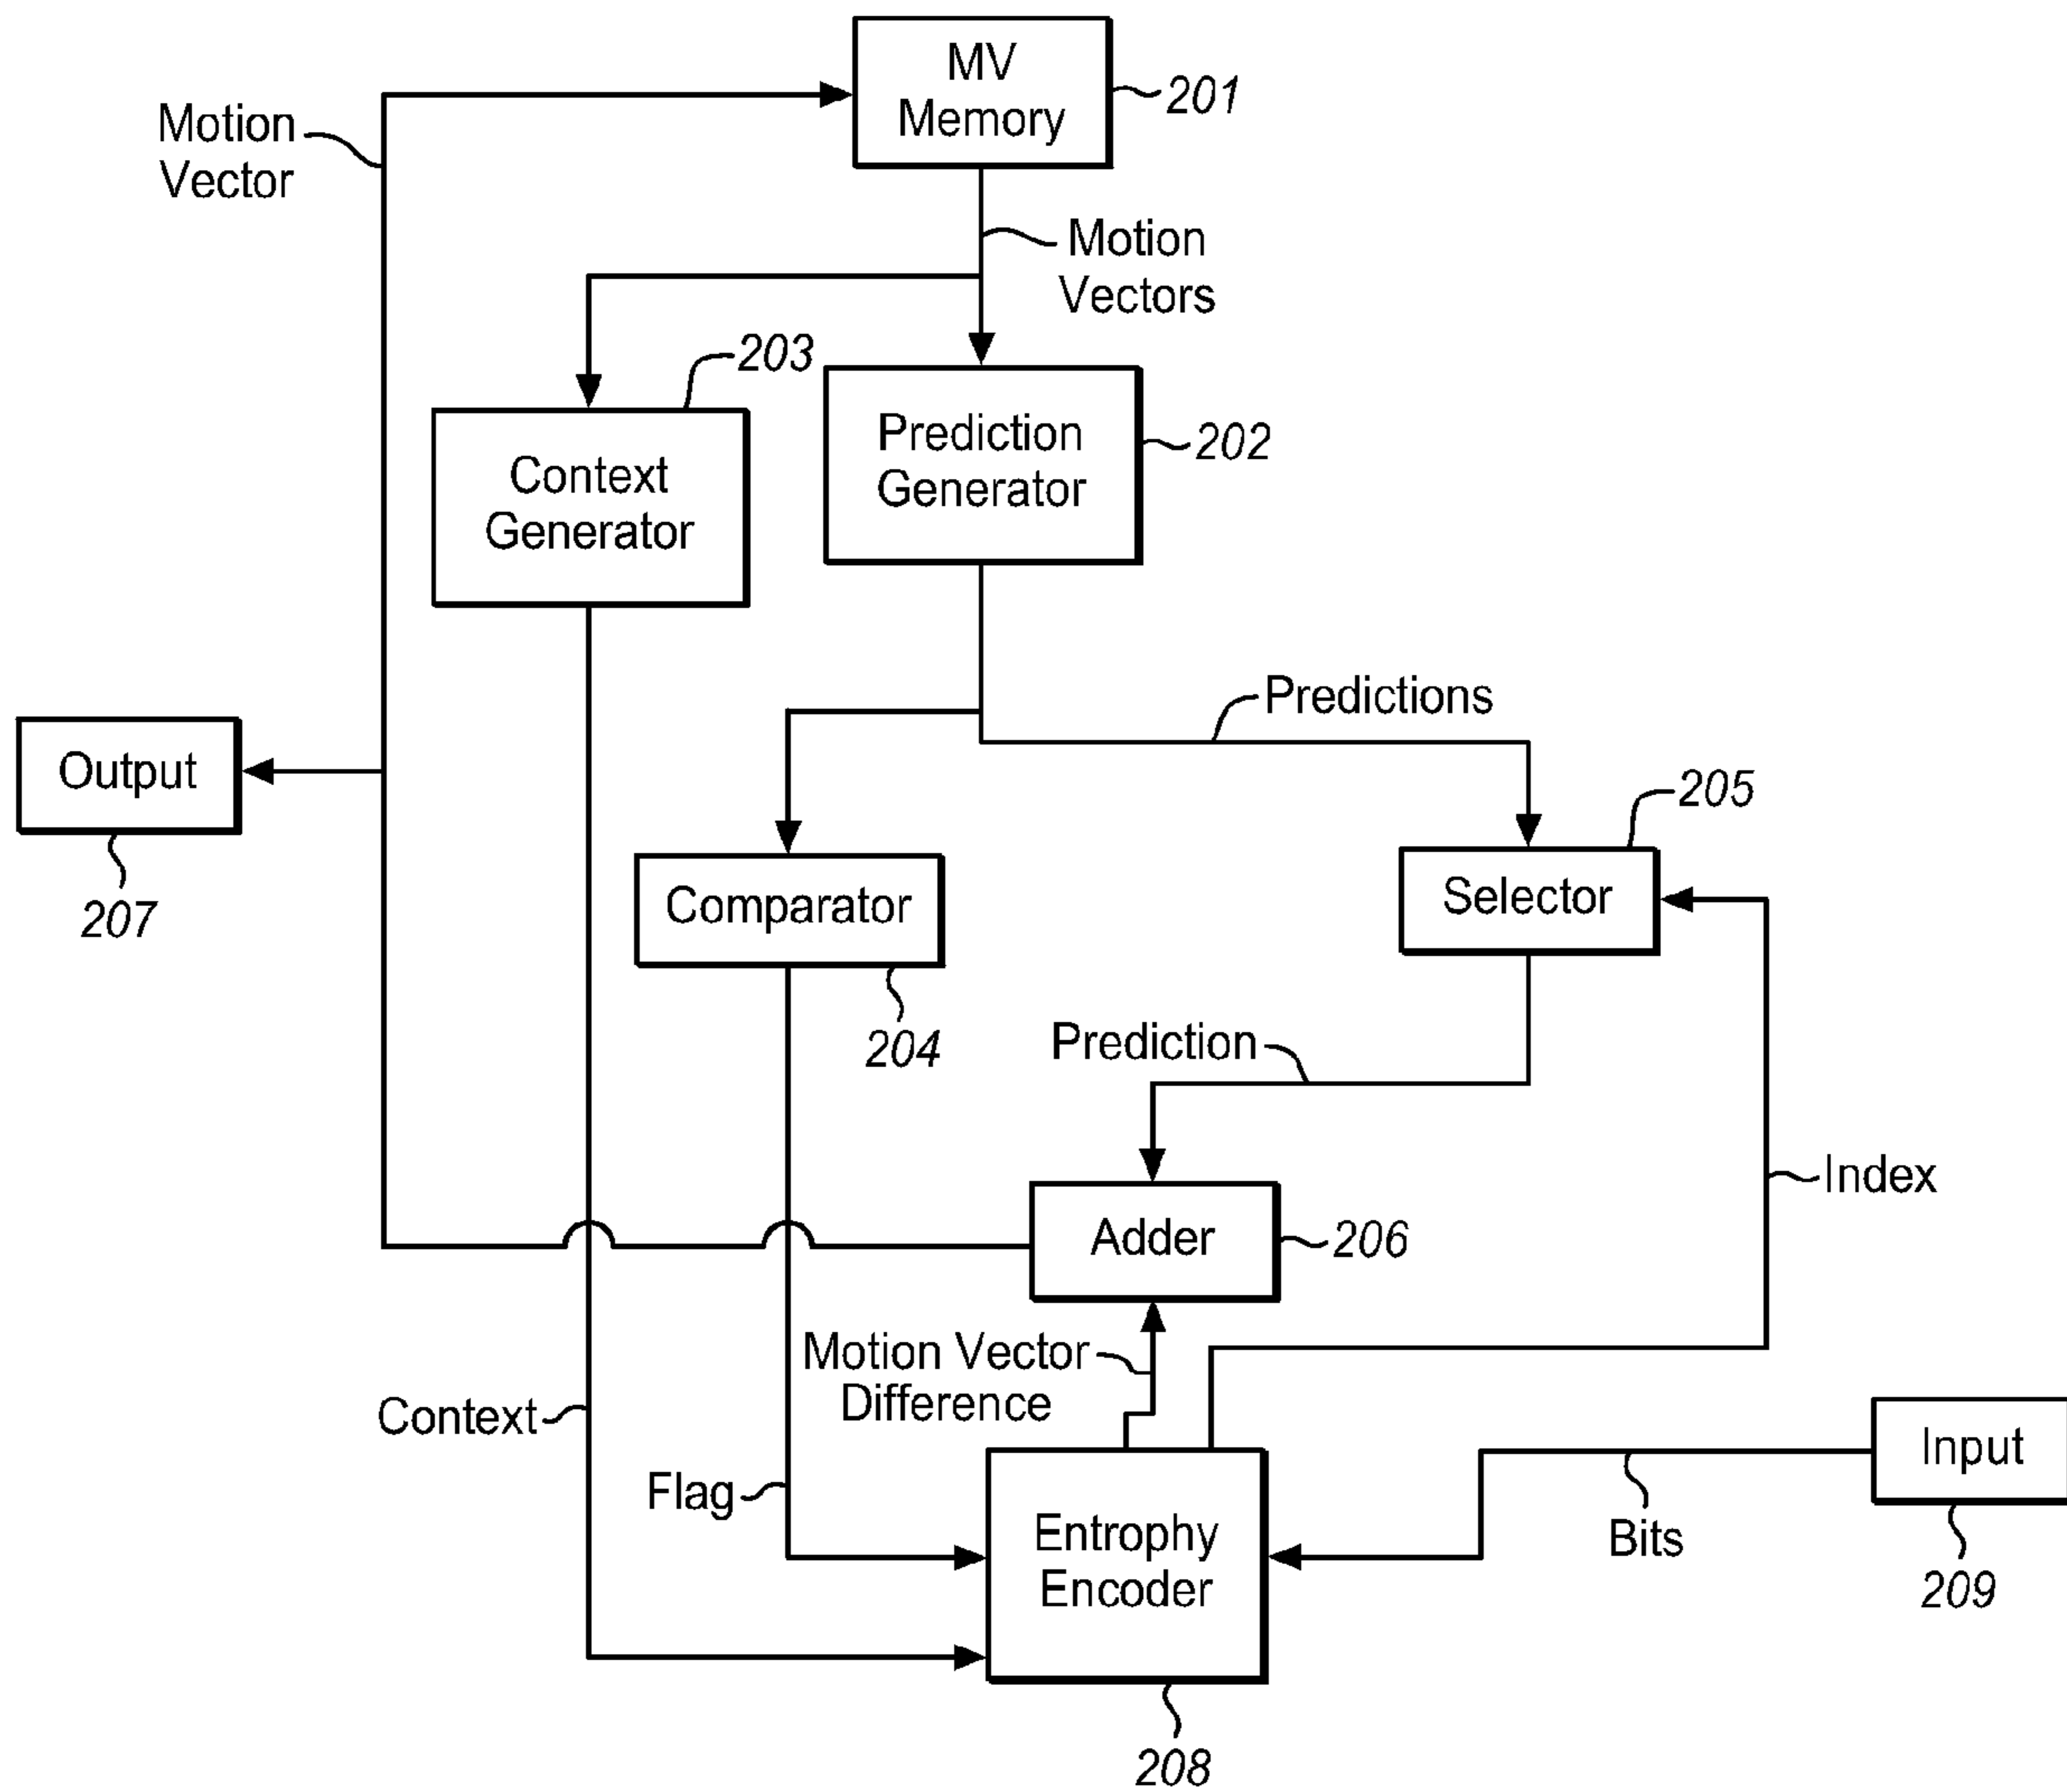 MV
Memory
201
Motion
Vector
Motion
Vectors
203
Prediction
Generator
202
Context
Generator
Predictions
Output
205
Comparator
Selector
207
204
Prediction
Index
Adder
206
Motion Vector
Difference
Context
Input
Flag
Entrophy
Encoder
Bits
209
208